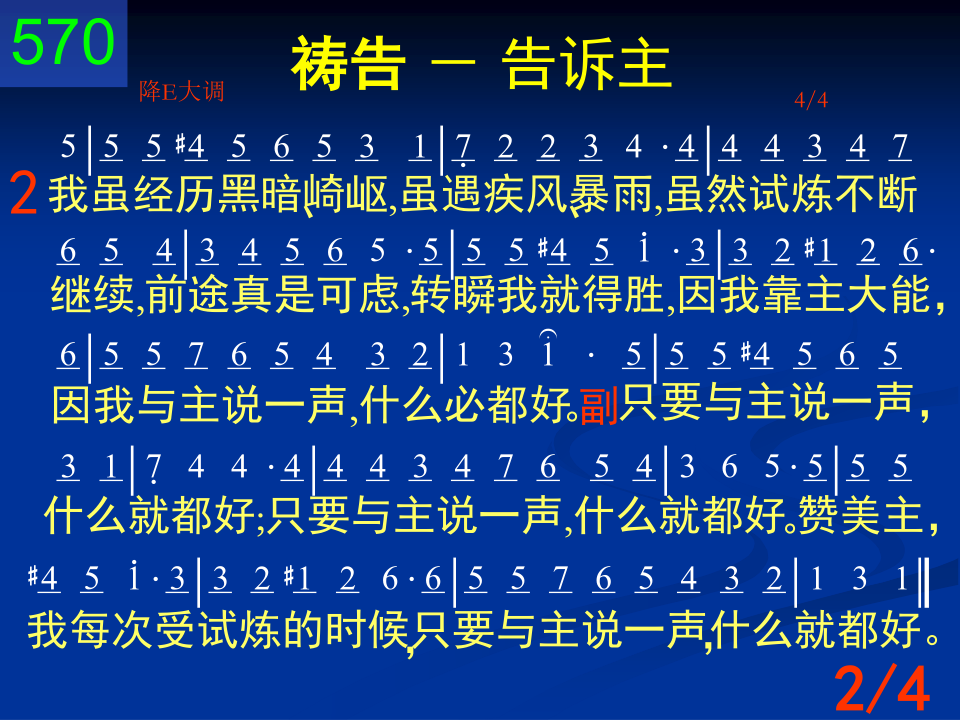 570
祷告 － 告诉主
降E大调
4/4
5|5 5 #4 5 6 5 3 1|7̣ 2 2 3 4 · 4|4 4 3 4 7
2
我虽经历黑暗、崎岖,虽遇疾风、暴雨,虽然试炼不断
6 5 4|3 4 5 6 5 · 5|5 5 #4 5 i · 3|3 2 #1 2 6 ·
继续,前途真是可虑,转瞬我就得胜,因我靠主大能，
6|5 5 7 6 5 4 3 2|1 3 i · 5|5 5 #4 5 6 5
因我与主说一声,什么必都好。副只要与主说一声，
3 1|7̣ 4 4 · 4|4 4 3 4 7 6 5 4|3 6 5 · 5|5 5
什么就都好;只要与主说一声,什么就都好。赞美主，
#4 5 i · 3|3 2 #1 2 6 · 6|5 5 7 6 5 4 3 2|1 3 1‖
我每次受试炼的时候,只要与主说一声,什么就都好。
2/4